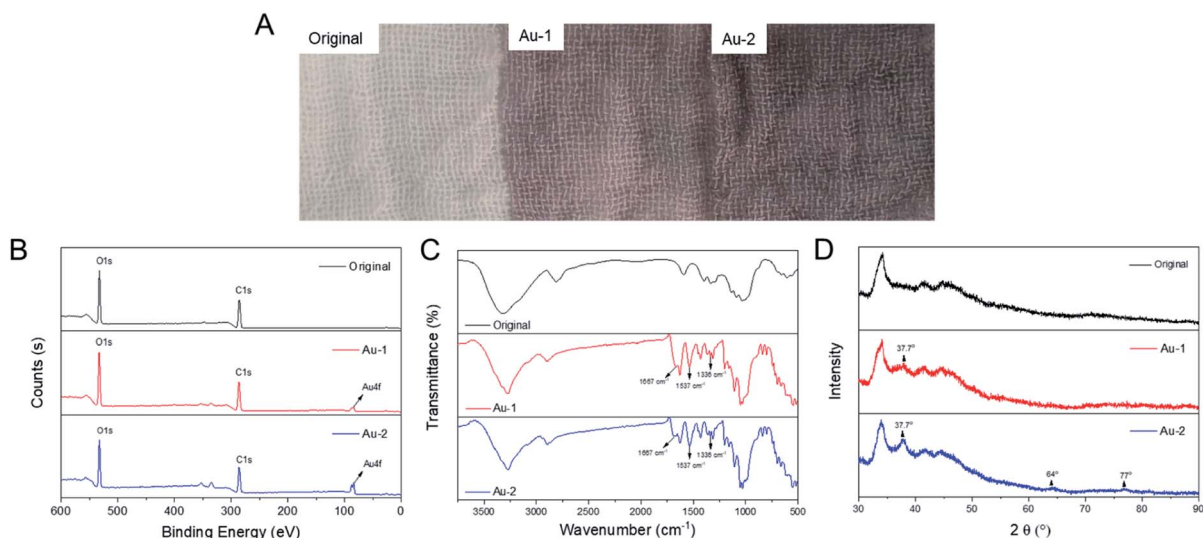 A
Original
Au-1
Au-2
B
O1s
C1s
Original
O1s
C1s
Au-1
Au4f
O1s
C1s
Au-2
Au4f
Counts (s)
600 500 400 300 200 100 0
Binding Energy (eV)
C
Original
1667 cm-1
1537 cm-1
1336 cm-1
Au-1
1667 cm-1
1537 cm-1
1336 cm-1
Au-2
Transmittance (%)
3500 3000 2500 2000 1500 1000 500
Wavenumber (cm-1)
D
Original
37.7°
Au-1
37.7°
64°
77°
Au-2
Intensity
30 40 50 60 70 80 90
2 θ (°)